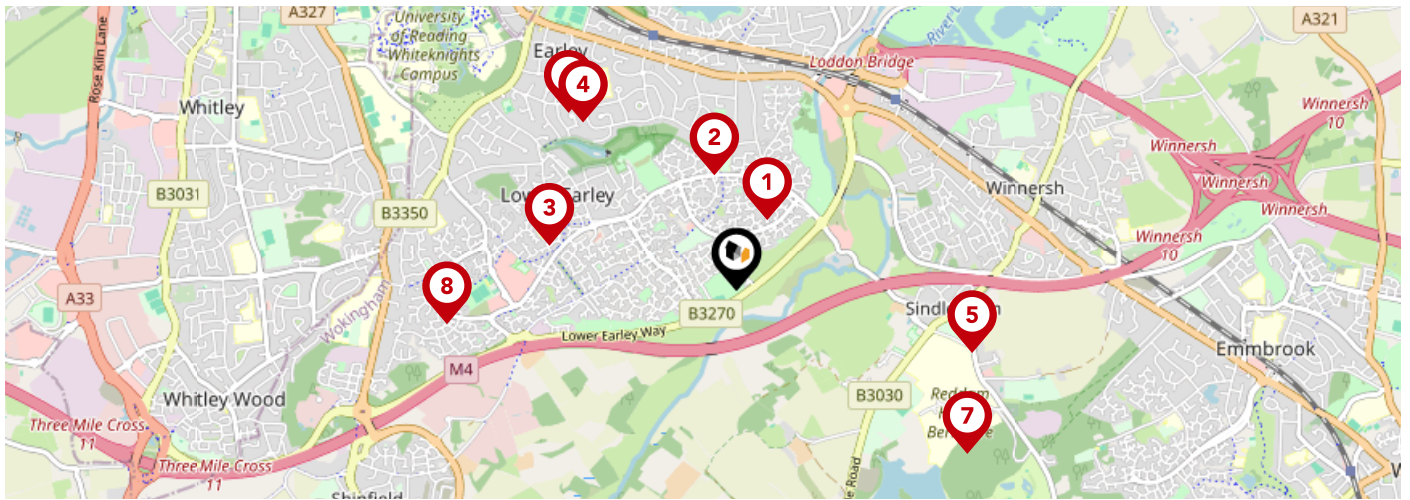 A327
University
of Reading
Whiteknights
Campus
Earley
A321
Rose Kiln Lane
Loddon Bridge
Whitley
4
Winnersh
10
2
Winnersh
B3031
1
Winnersh
Winnersh
Lo
Earley
B3350
3
Winnersh
Winnersh
10
8
A33
Wokingham
B3270
Sindl
5
Lower Earley Way
Emmbrook
M4
Whitley Wood
B3030
7
Three Mile Cross
11
Three Mile Cross
11
Shinfield